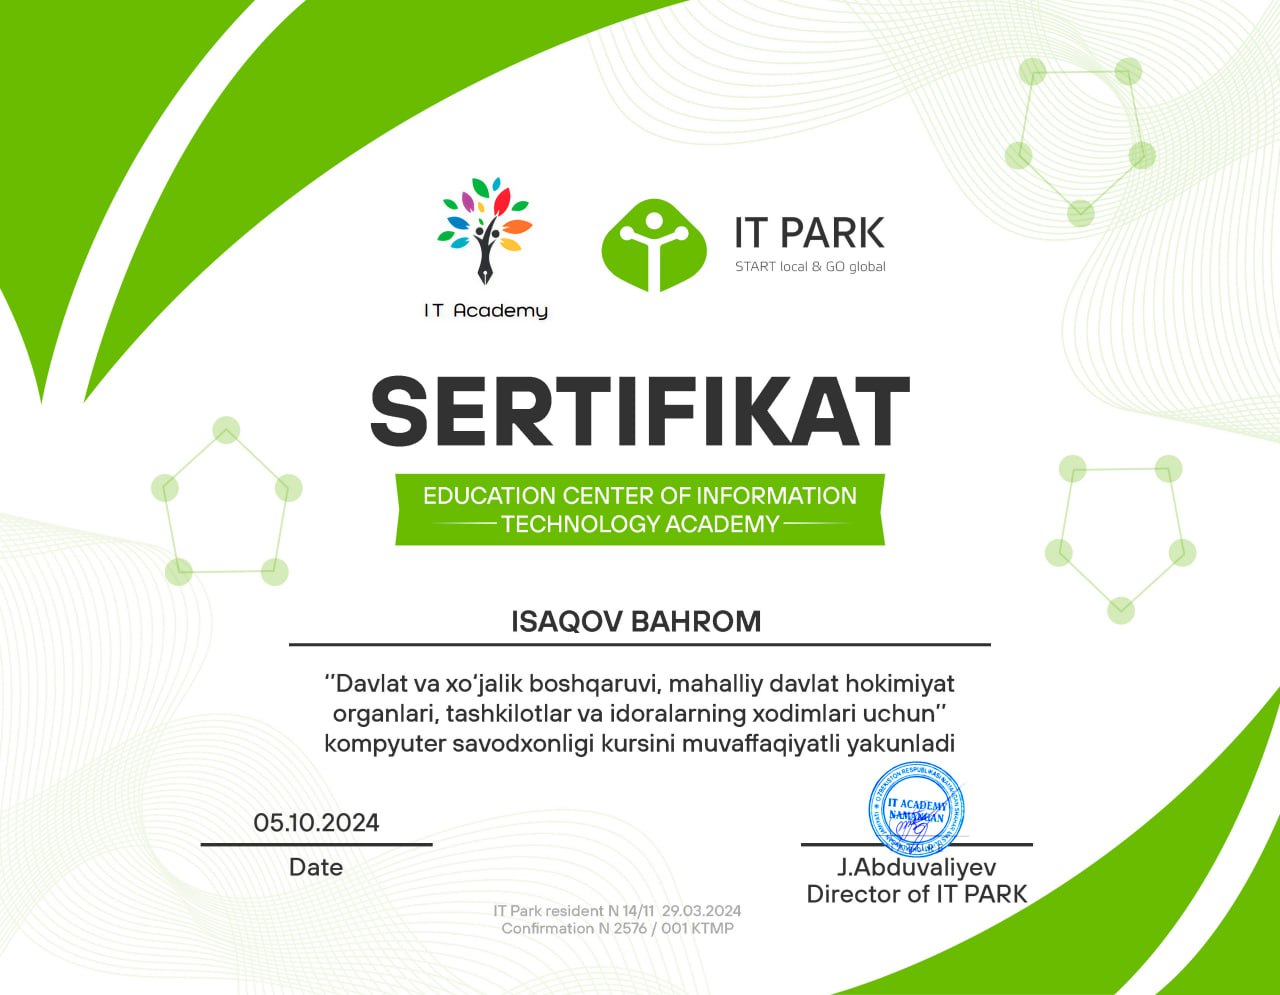 IT Academy
IT PARK
START local & GO global
SERTIFIKAT
EDUCATION CENTER OF INFORMATION
TECHNOLOGY ACADEMY
ISAQOV BAHROM
‘’Davlat va xo‘jalik boshqaruvi, mahalliy davlat hokimiyat
organlari, tashkilotlar va idoralarning xodimlari uchun’’
kompyuter savodxonligi kursini muvaffaqiyatli yakunladi
05.10.2024
Date
IT ACADEMY
NAMANGAN
J.Abduvaliyev
Director of IT PARK
IT Park resident N 14/11 29.03.2024
Confirmation N 2576 / 001 KTMP